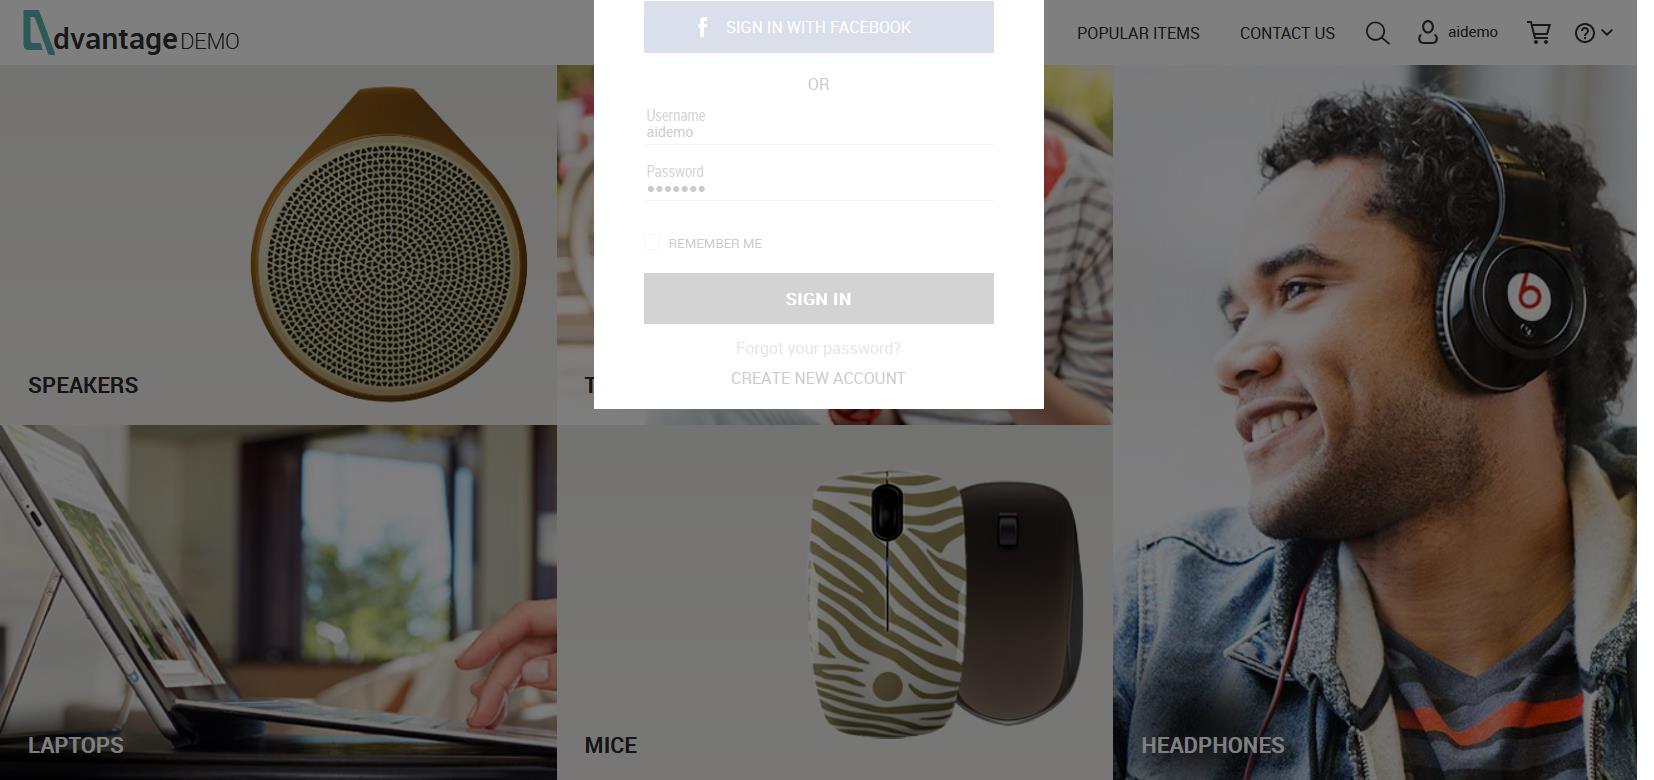 dvantage DEMO
SIGN IN WITH FACEBOOK
POPULAR ITEMS
CONTACT US
aidemo
OR
Username
aidemo
Password
•••••••
REMEMBER ME
SIGN IN
Forgot your password?
CREATE NEW ACCOUNT
SPEAKERS
T
LAPTOPS
MICE
HEADPHONES